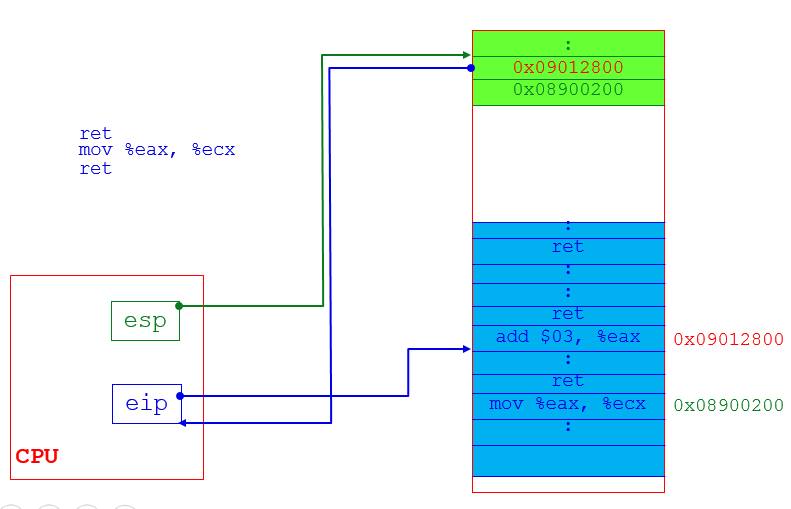 :
0x09012800
0x08900200
ret
mov %eax, %ecx
ret
:
ret
:
:
ret
add $03, %eax
0x09012800
:
ret
mov %eax, %ecx
0x08900200
:
esp
eip
CPU